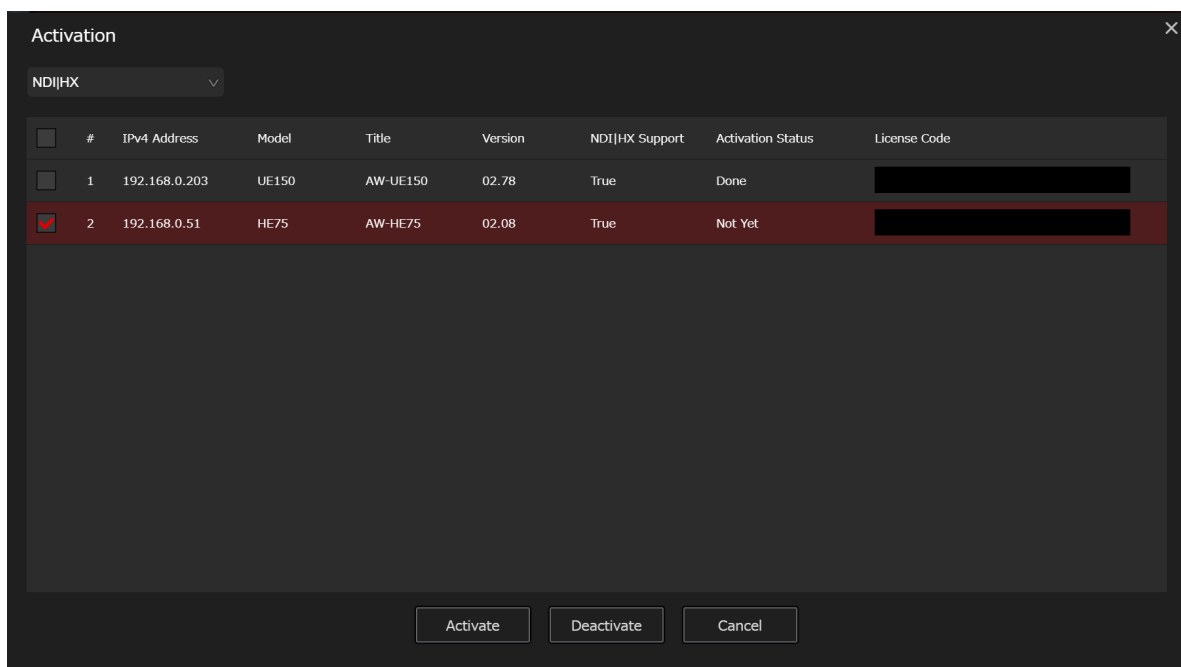 Activation
NDI|HX
# IPv4 Address Model Title Version NDI|HX Support Activation Status License Code
1 192.168.0.203 UE150 AW-UE150 02.78 True Done
2 192.168.0.51 HE75 AW-HE75 02.08 True Not Yet
Activate Deactivate Cancel